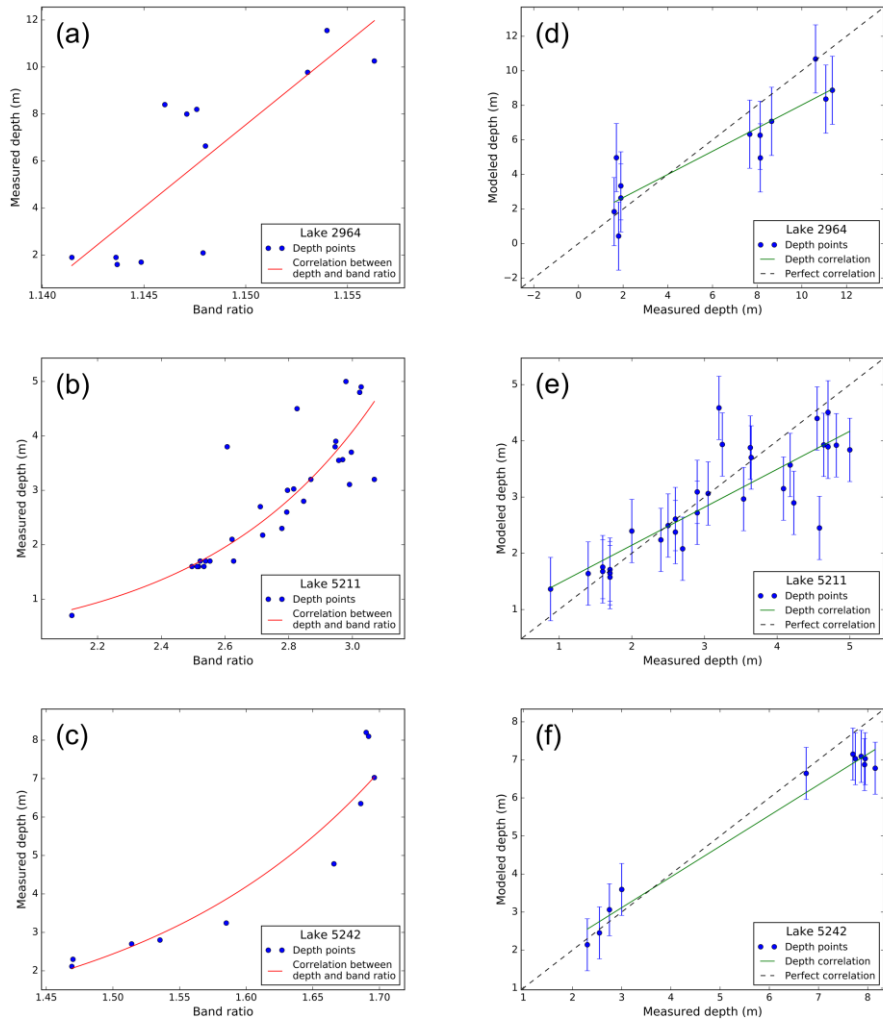 (a)
Measured depth (m)
12
10
8
6
4
2
1.140
1.145
1.150
1.155
Band ratio
Lake 2964
Depth points
Correlation between
depth and band ratio
(d)
Modeled depth (m)
12
10
8
6
4
2
0
−2
−2
0
2
4
6
8
10
12
Measured depth (m)
Lake 2964
Depth points
Depth correlation
Perfect correlation
(b)
Measured depth (m)
5
4
3
2
1
2.2
2.4
2.6
2.8
3.0
Band ratio
Lake 5211
Depth points
Correlation between
depth and band ratio
(e)
Modeled depth (m)
5
4
3
2
1
1
2
3
4
5
Measured depth (m)
Lake 5211
Depth points
Depth correlation
Perfect correlation
(c)
Measured depth (m)
8
7
6
5
4
3
2
1.45
1.50
1.55
1.60
1.65
1.70
Band ratio
Lake 5242
Depth points
Correlation between
depth and band ratio
(f)
Modeled depth (m)
8
7
6
5
4
3
2
1
1
2
3
4
5
6
7
8
Measured depth (m)
Lake 5242
Depth points
Depth correlation
Perfect correlation